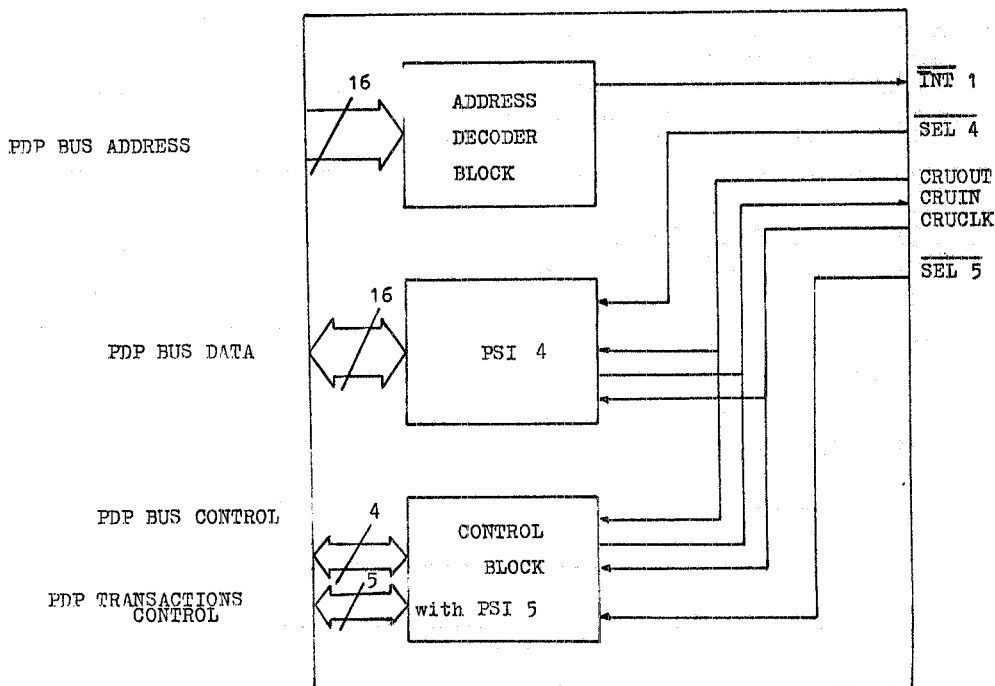 PDP BUS ADDRESS
16
ADDRESS
DECODER
BLOCK
INT 1
SEL 4
CRUOUT
CRUIN
CRUCLK
SEL 5
PDP BUS DATA
16
PSI 4
PDP BUS CONTROL
4
PDP TRANSACTIONS
CONTROL
5
CONTROL
BLOCK
with PSI 5